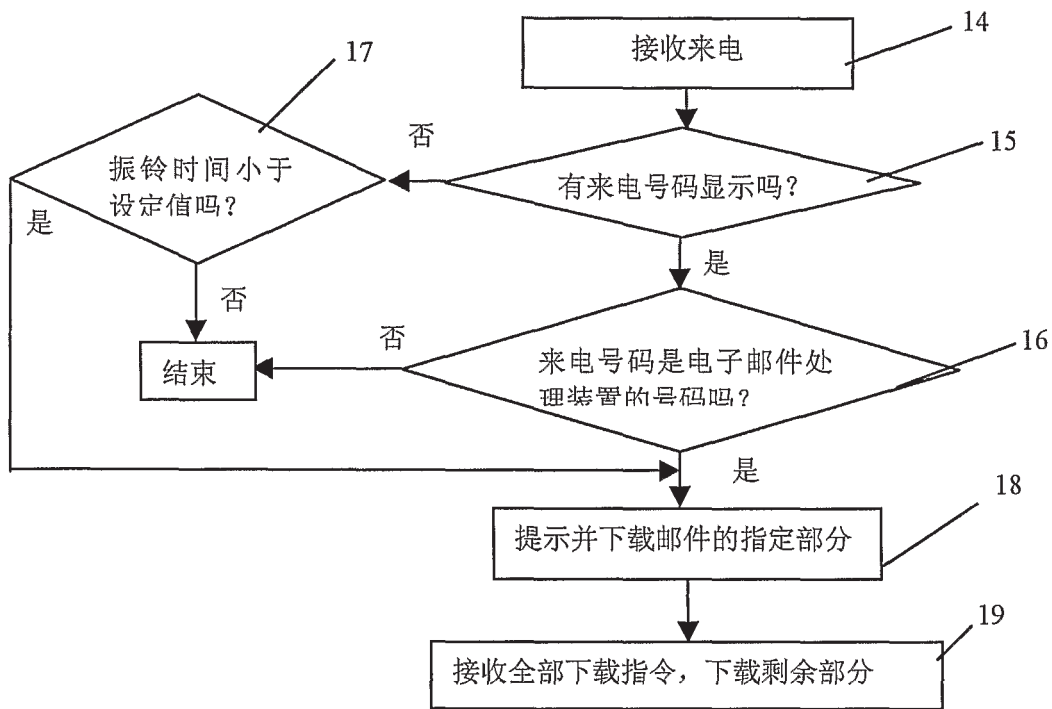 14
接收来电
17
15
否
振铃时间小于
设定值吗？
有来电号码显示吗？
是
是
否
否
16
结束
来电号码是电子邮件处
理装置的号码吗？
是
18
提示并下载邮件的指定部分
19
接收全部下载指令，下载剩余部分